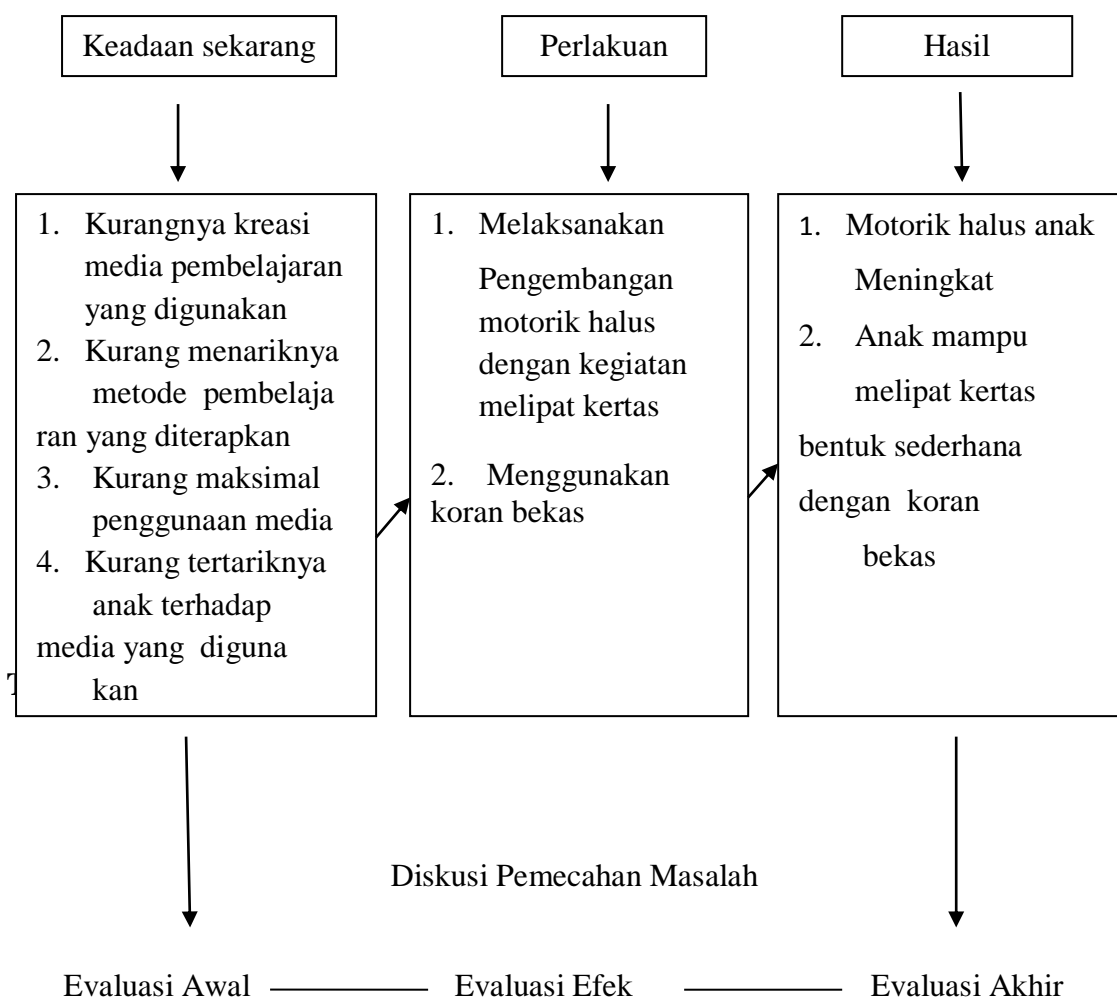 Keadaan sekarang
Perlakuan
Hasil
1. Kurangnya kreasi
media pembelajaran
yang digunakan
2. Kurang menariknya
metode pembelaja
ran yang diterapkan
3. Kurang maksimal
penggunaan media
4. Kurang tertariknya
anak terhadap
media yang diguna
kan
1. Melaksanakan
Pengembangan
motorik halus
dengan kegiatan
melipat kertas
2. Menggunakan
koran bekas
1. Motorik halus anak
Meningkat
2. Anak mampu
melipat kertas
bentuk sederhana
dengan koran
bekas
Diskusi Pemecahan Masalah
Evaluasi Awal
Evaluasi Efek
Evaluasi Akhir